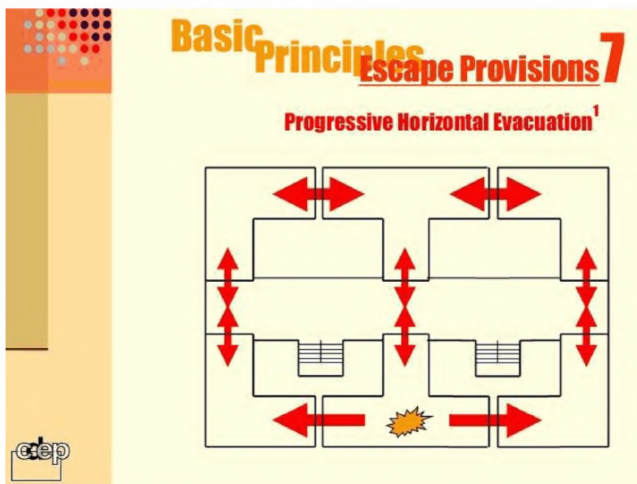 Basic
Principles
Escape Provisions 7
Progressive Horizontal Evacuation¹
cdep